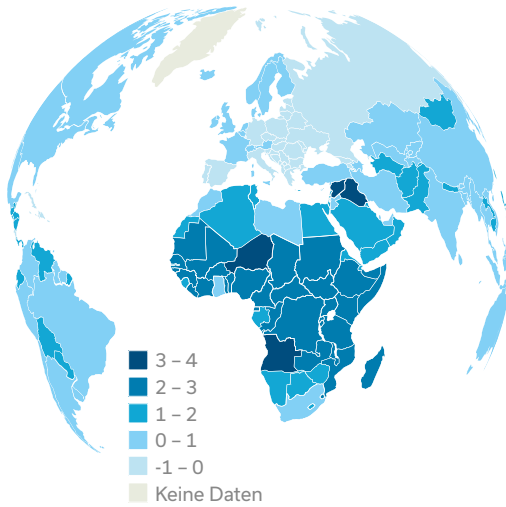 3 – 4
2 – 3
1 – 2
0 – 1
-1 – 0
Keine Daten